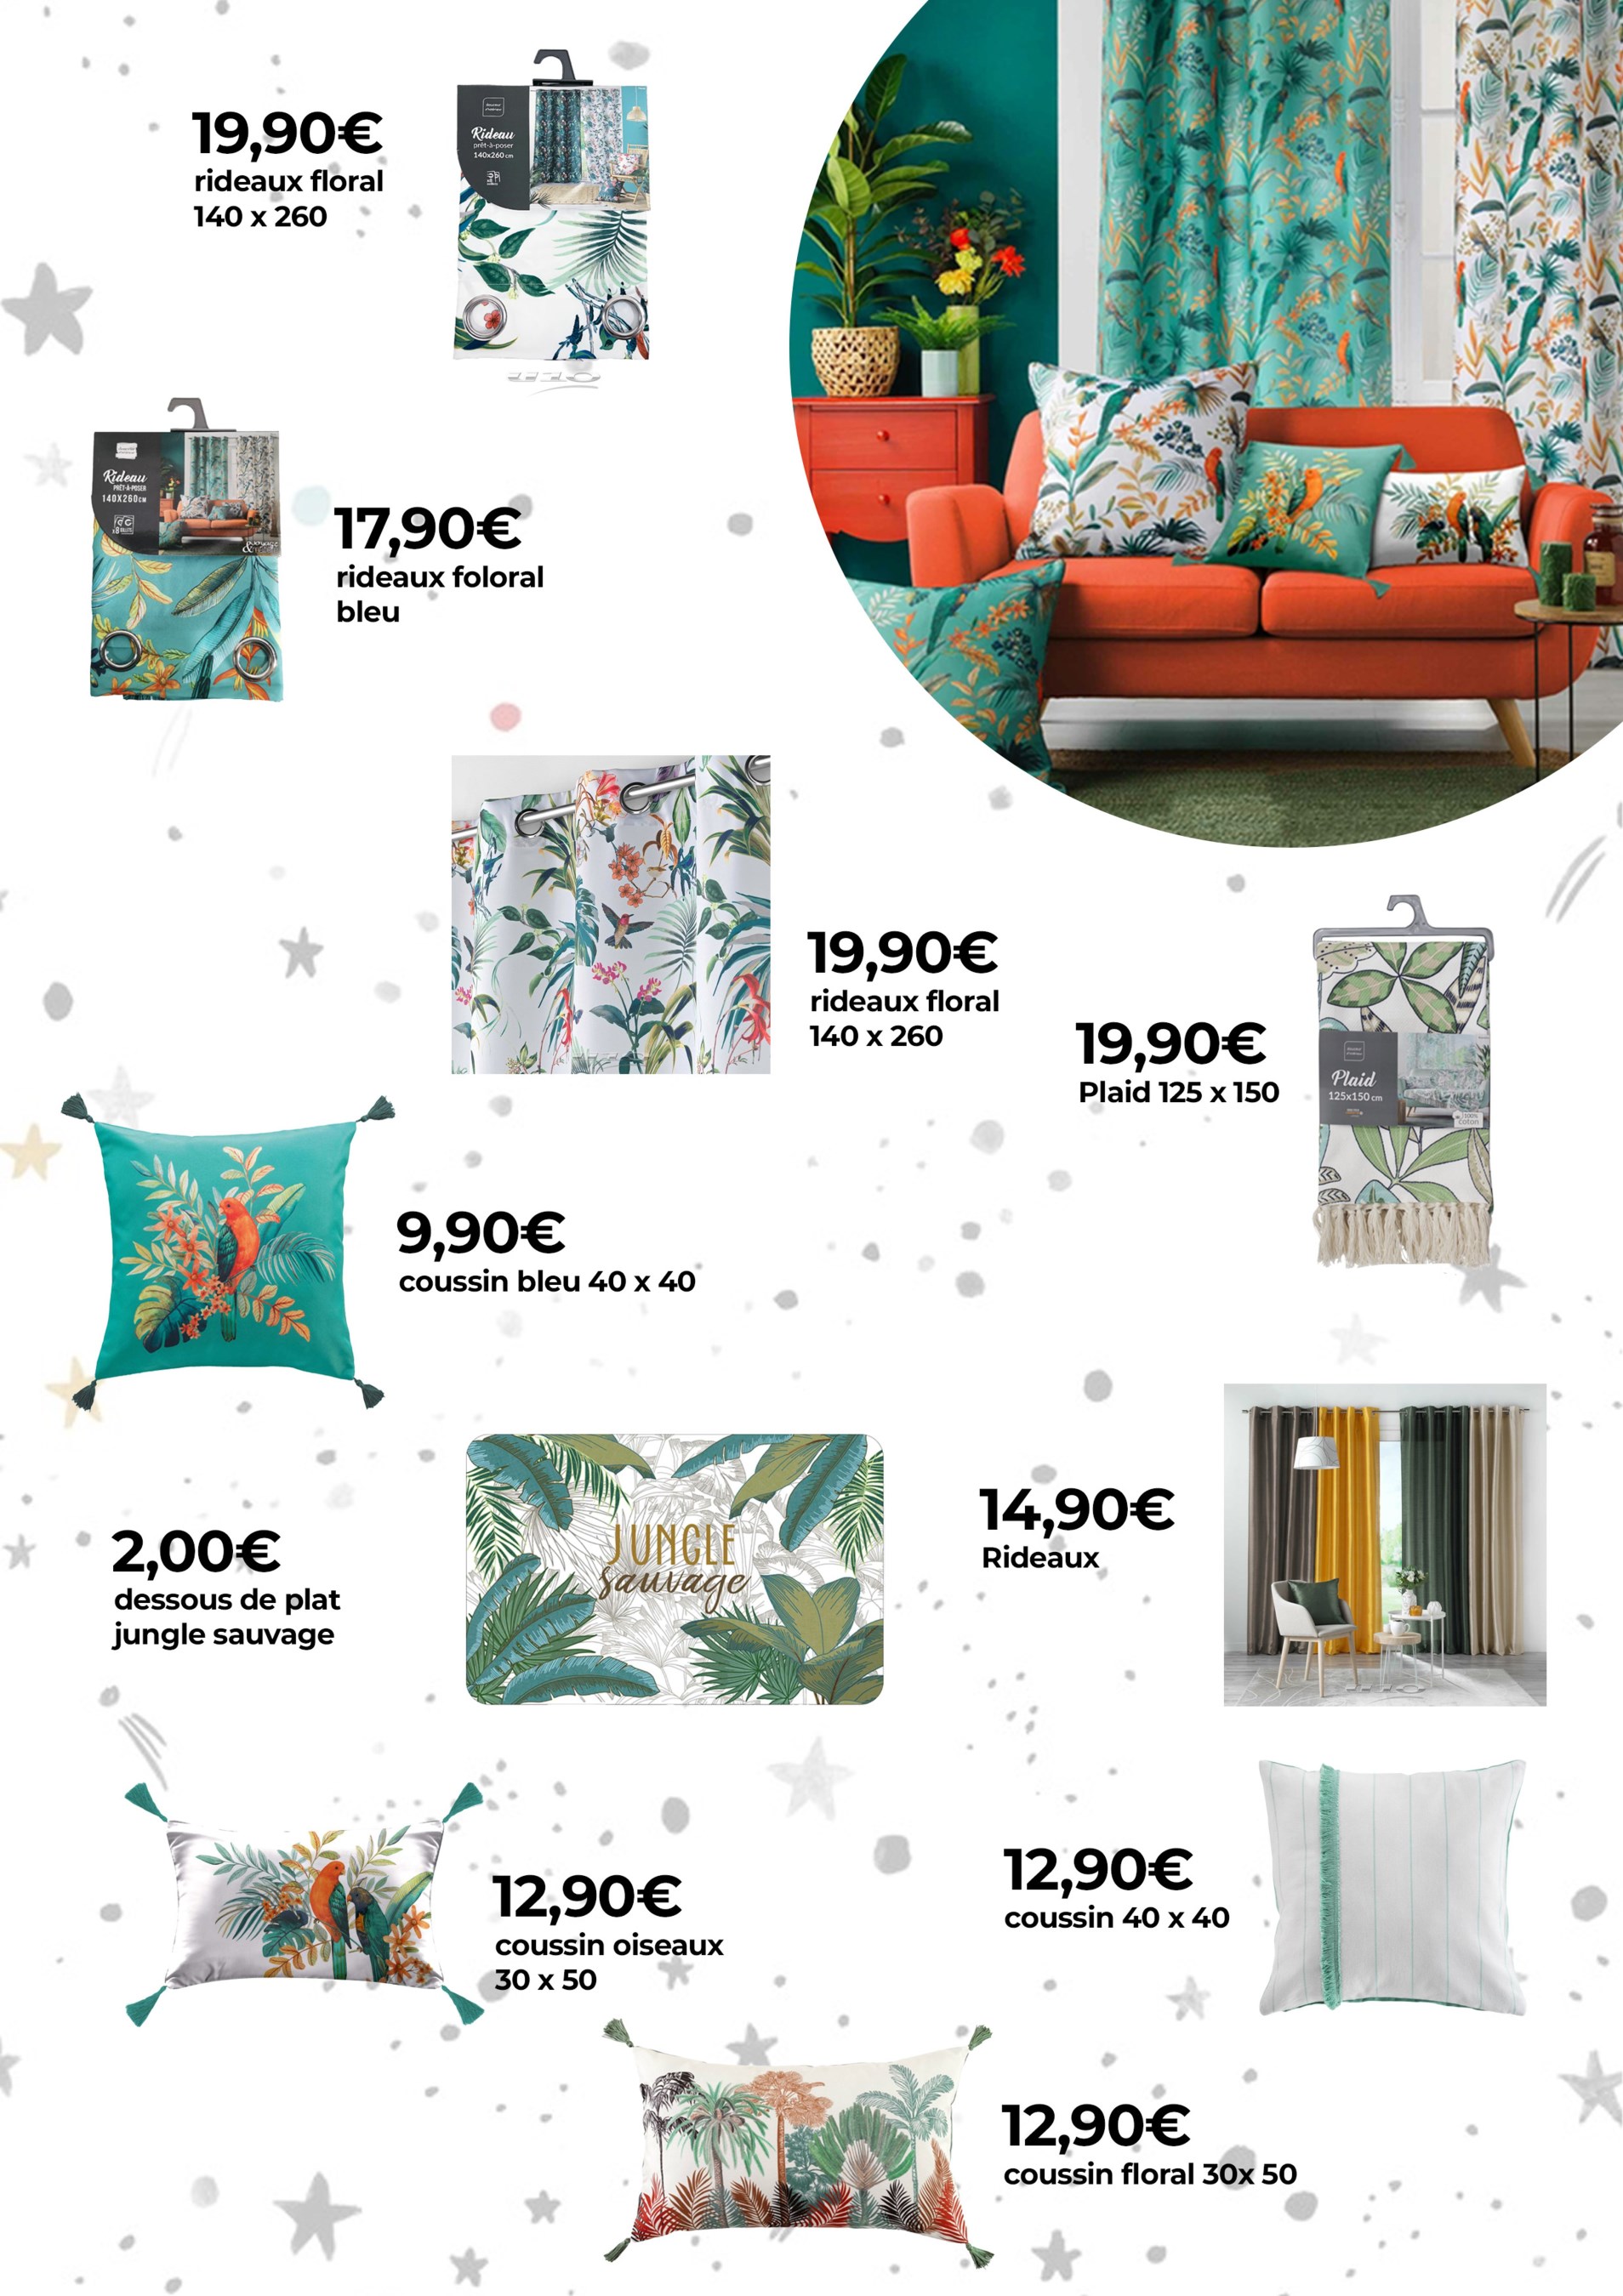 19,90€
rideaux floral
140 x 260
Rideau
prêt-à-poser
140x260 cm
Rideau
PRÊT-À-POSER
140X260CM
17,90€
rideaux foloral
bleu
19,90€
rideaux floral
140 x 260
19,90€
Plaid 125 x 150
Plaid
125x150 cm
100%
coton
9,90€
coussin bleu 40 x 40
2,00€
dessous de plat
jungle sauvage
JUNGLE
sauvage
14,90€
Rideaux
12,90€
coussin oiseaux
30 x 50
12,90€
coussin 40 x 40
12,90€
coussin floral 30x 50